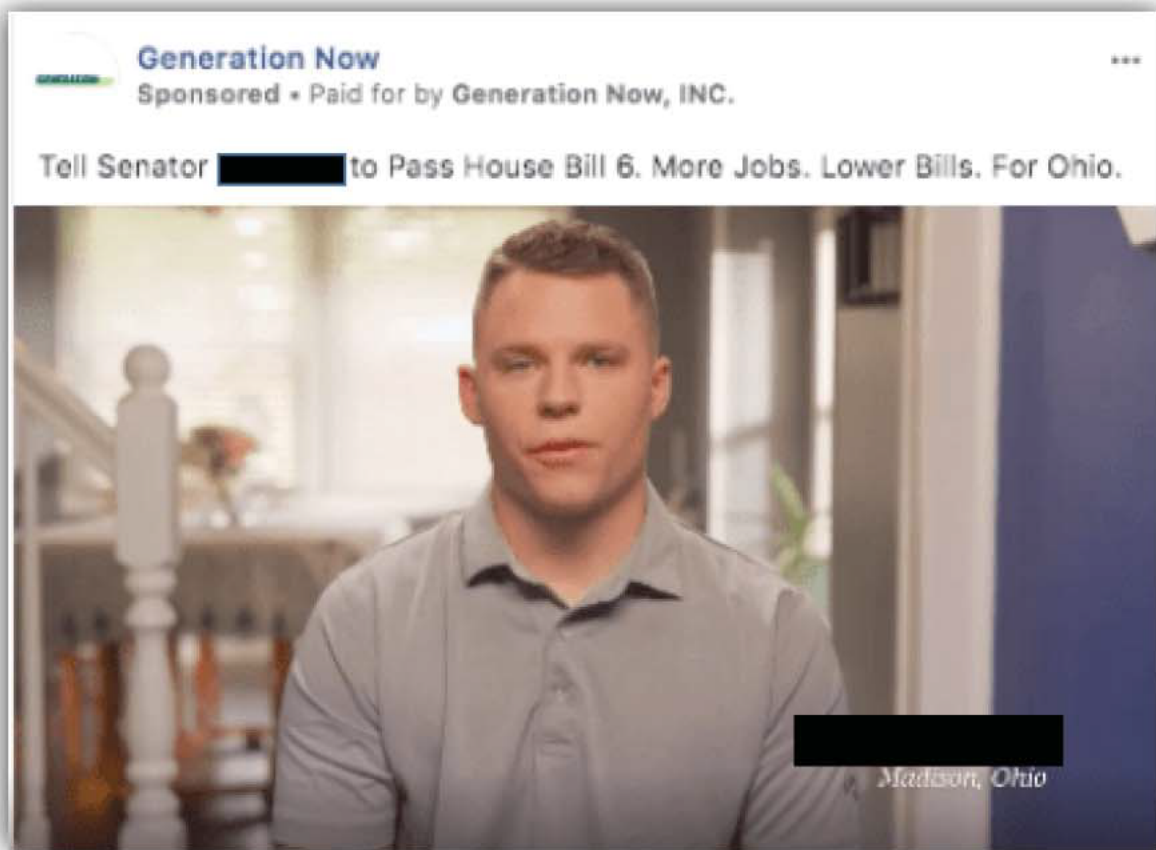 Generation Now
Sponsored • Paid for by Generation Now, INC.
Tell Senator to Pass House Bill 6. More Jobs. Lower Bills. For Ohio.
Madison, Ohio